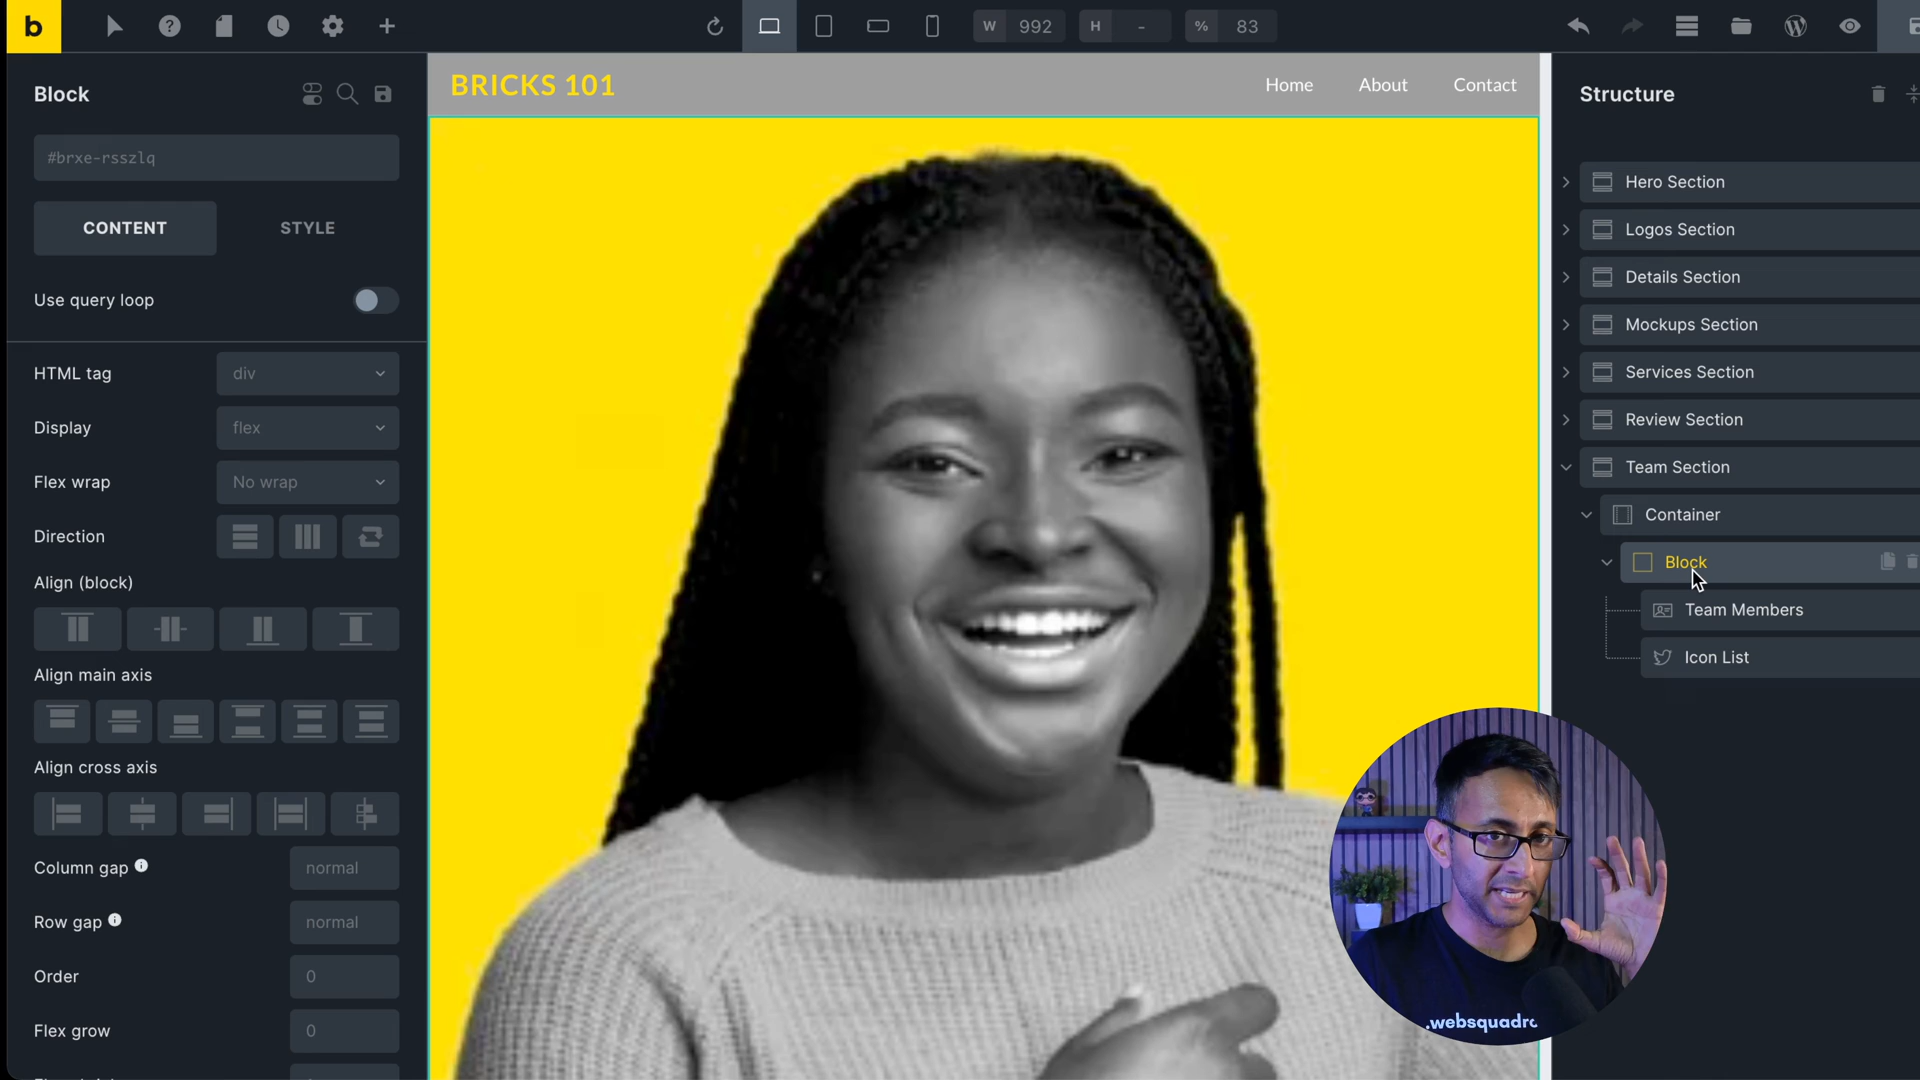 b
W 992
H -
% 83
Block
#brxe-rsszlq
CONTENT
STYLE
Use query loop
HTML tag
div
Display
flex
Flex wrap
No wrap
Direction
Align (block)
Align main axis
Align cross axis
Column gap
normal
Row gap
normal
Order
0
Flex grow
0
BRICKS 101
Home
About
Contact
Structure
Hero Section
Logos Section
Details Section
Mockups Section
Services Section
Review Section
Team Section
Container
Block
Team Members
Icon List
.websquadr